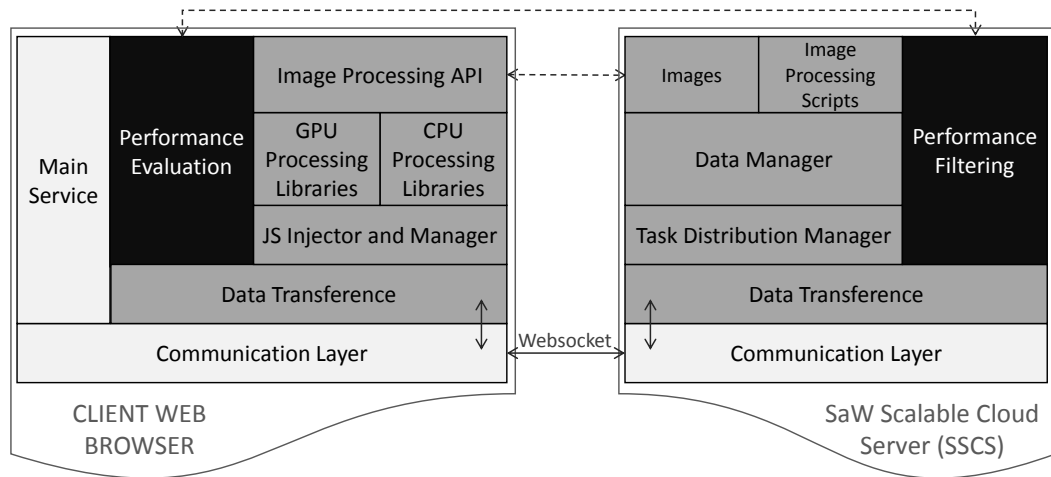 Main
Service
Performance
Evaluation
Image Processing API
GPU
Processing
Libraries
CPU
Processing
Libraries
JS Injector and Manager
Data Transference
Communication Layer
CLIENT WEB
BROWSER
Websocket
Images
Image
Processing
Scripts
Data Manager
Task Distribution Manager
Performance
Filtering
Data Transference
Communication Layer
SaW Scalable Cloud
Server (SSCS)